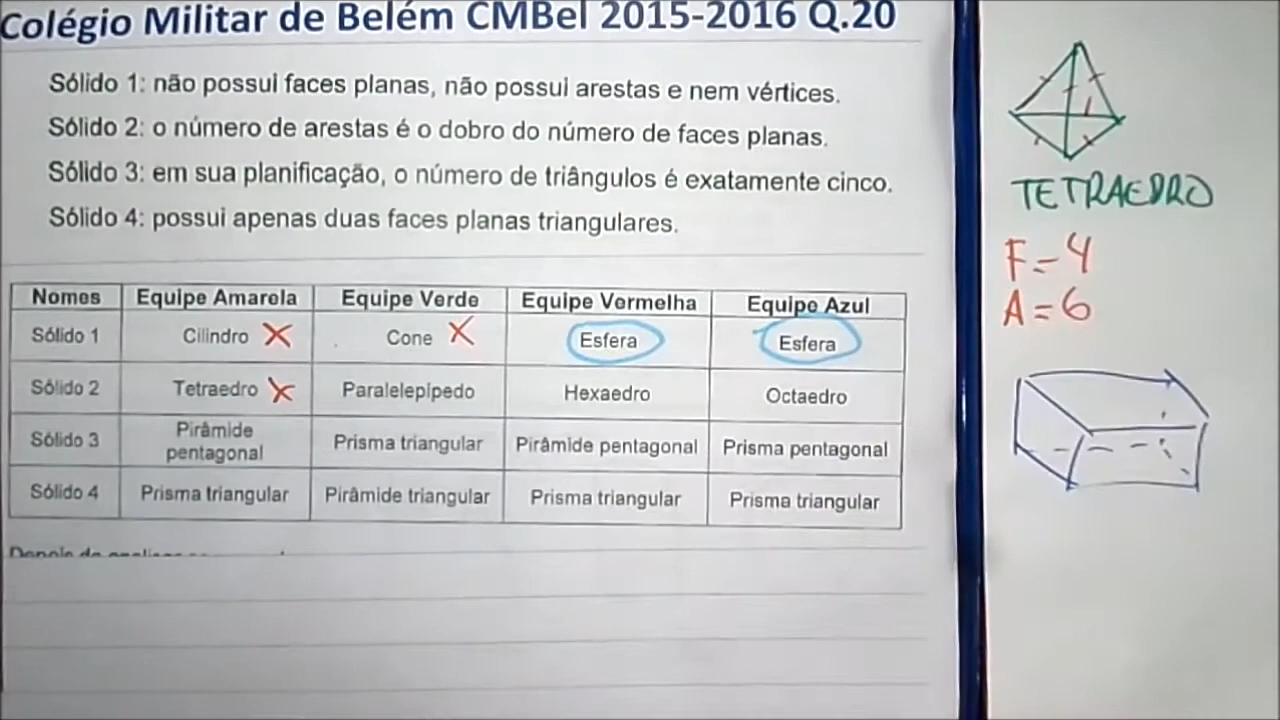 Colégio Militar de Belém CMBel 2015-2016 Q.20
Sólido 1: não possui faces planas, não possui arestas e nem vértices.
Sólido 2: o número de arestas é o dobro do número de faces planas.
Sólido 3: em sua planificação, o número de triângulos é exatamente cinco.
Sólido 4: possui apenas duas faces planas triangulares.
Nomes Equipe Amarela Equipe Verde Equipe Vermelha Equipe Azul
Sólido 1 Cilindro Cone Esfera Esfera
Sólido 2 Tetraedro Paralelepípedo Hexaedro Octaedro
Sólido 3 Pirâmide pentagonal Prisma triangular Pirâmide pentagonal Prisma pentagonal
Sólido 4 Prisma triangular Pirâmide triangular Prisma triangular Prisma triangular
TETRAEDRO
F=4
A=6